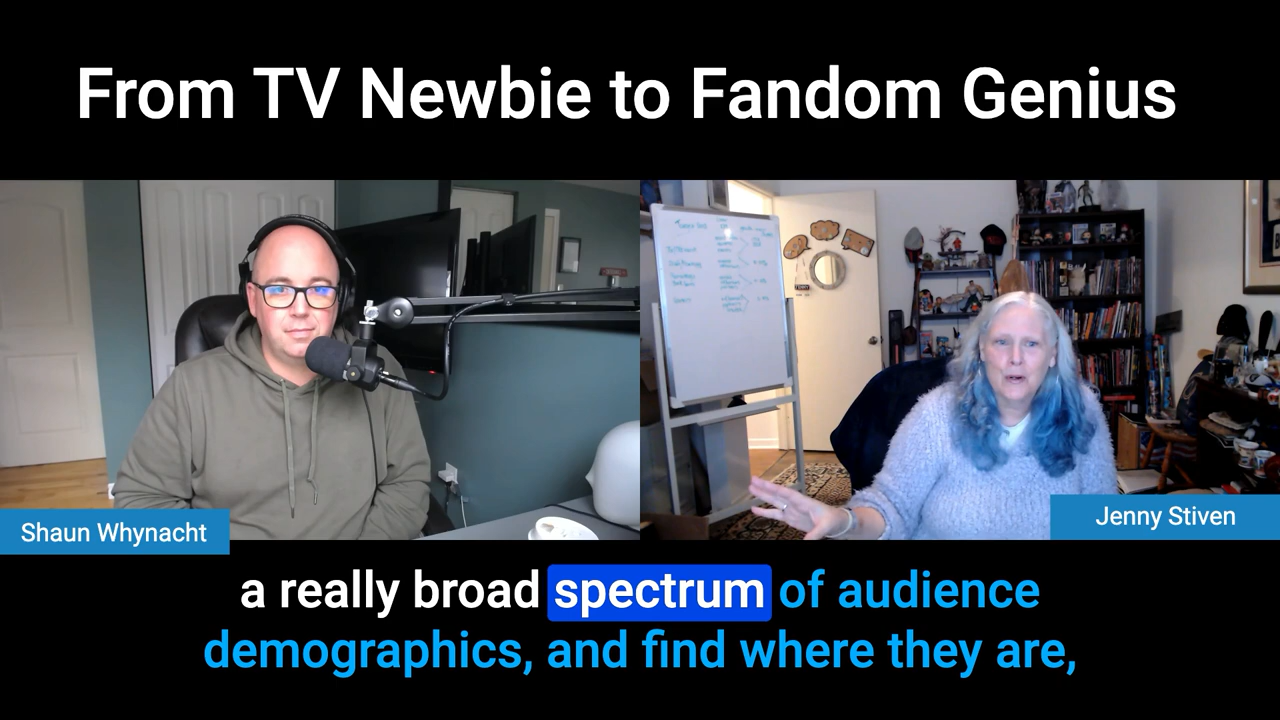 From TV Newbie to Fandom Genius
Shaun Whynacht
Jenny Stiven
a really broad spectrum of audience
demographics, and find where they are,